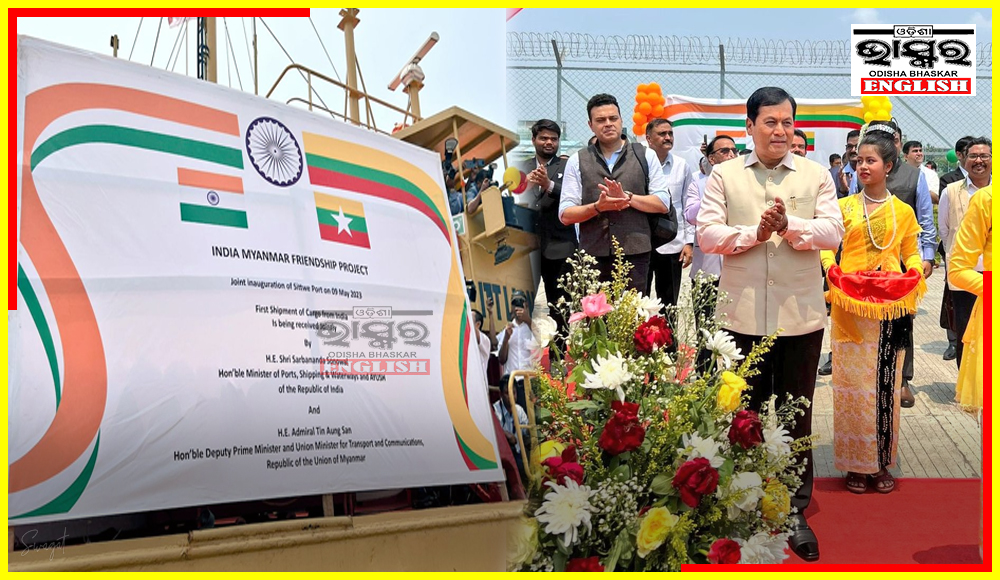 INDIA MYANMAR FRIENDSHIP PROJECT
Joint inauguration of Sittwe Port on 09 May 2023
First Shipment of Cargo from India
Is being received jointly
By
H.E. Shri Sarbananda Sonowal
Hon'ble Minister of Ports, Shipping & Waterways and AYUSH
of the Republic of India
And
H.E. Admiral Tin Aung San
Hon'ble Deputy Prime Minister and Union Minister for Transport and Communications,
Republic of the Union of Myanmar
ଓଡ଼ିଶା
ଭାସ୍କର
ODISHA BHASKAR
ENGLISH
ଓଡ଼ିଶା
ଭାସ୍କର
ODISHA BHASKAR
ENGLISH